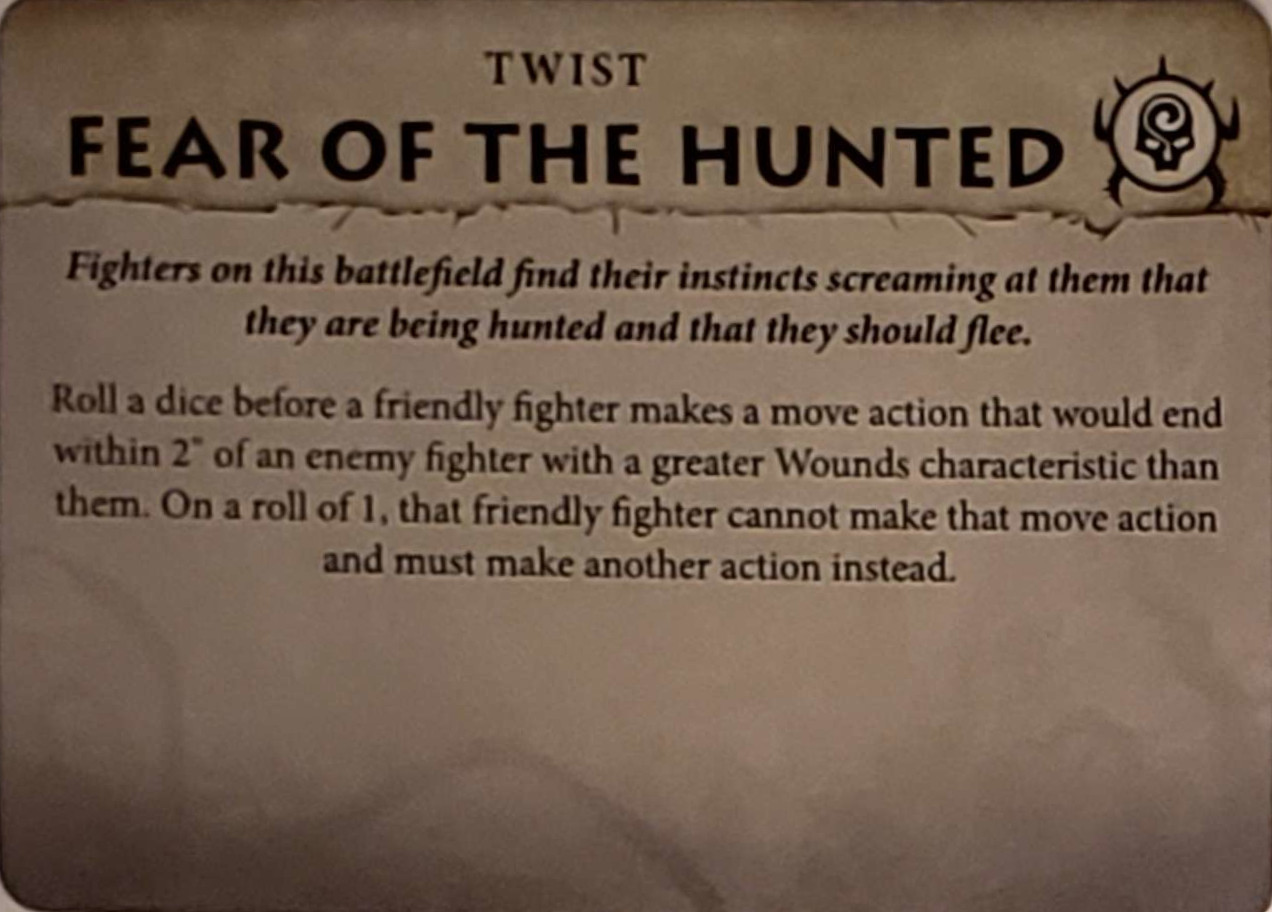 TWIST
FEAR OF THE HUNTED
Fighters on this battlefield find their instincts screaming at them that
they are being hunted and that they should flee.
Roll a dice before a friendly fighter makes a move action that would end
within 2" of an enemy fighter with a greater Wounds characteristic than
them. On a roll of 1, that friendly fighter cannot make that move action
and must make another action instead.